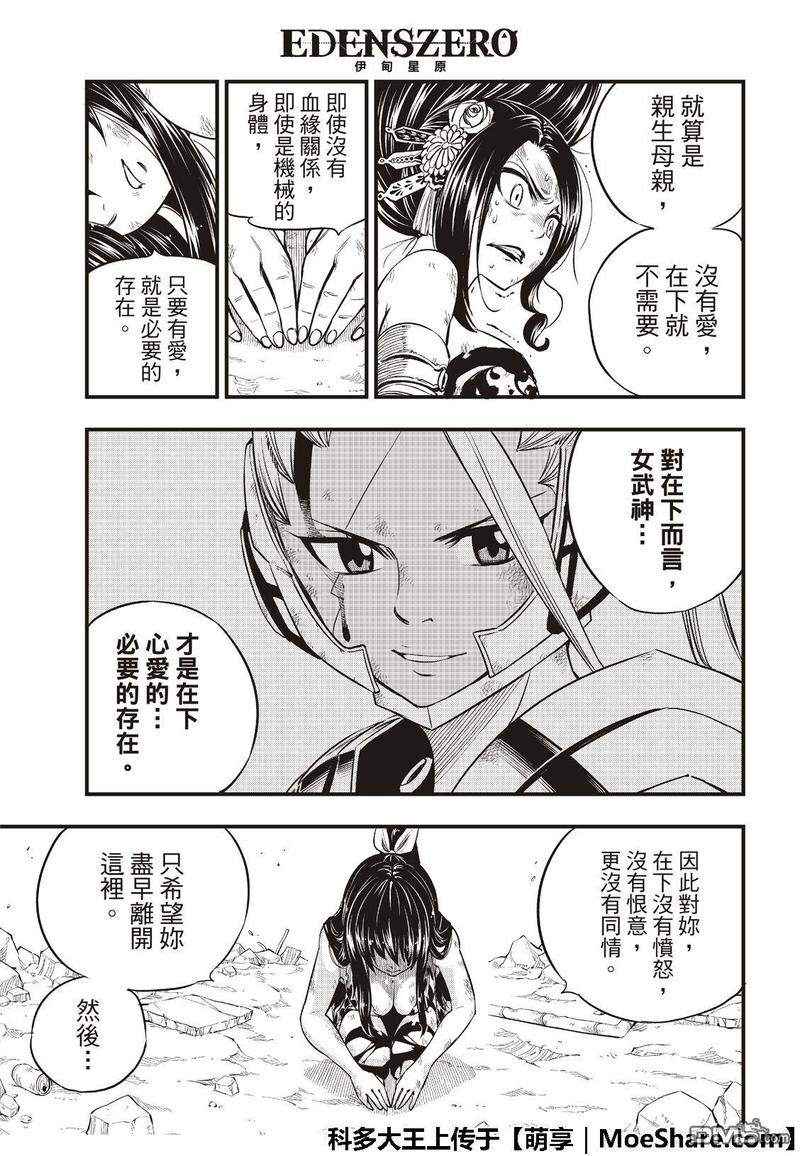 EDENSZERO
伊甸星原
就算是
親生母親，
沒有愛，
在下就
不需要。
即使沒有
血緣關係，
即使是機械的
身體，
只要有愛，
就是必要的
存在。
對在下而言，
女武神…
才是在下
心愛的…
必要的存在。
因此對妳，
在下沒有憤怒，
沒有恨意，
更沒有同情。
只希望妳
盡早離開
這裡。
然後…
科多大王上传于【萌享｜MoeShare.com】